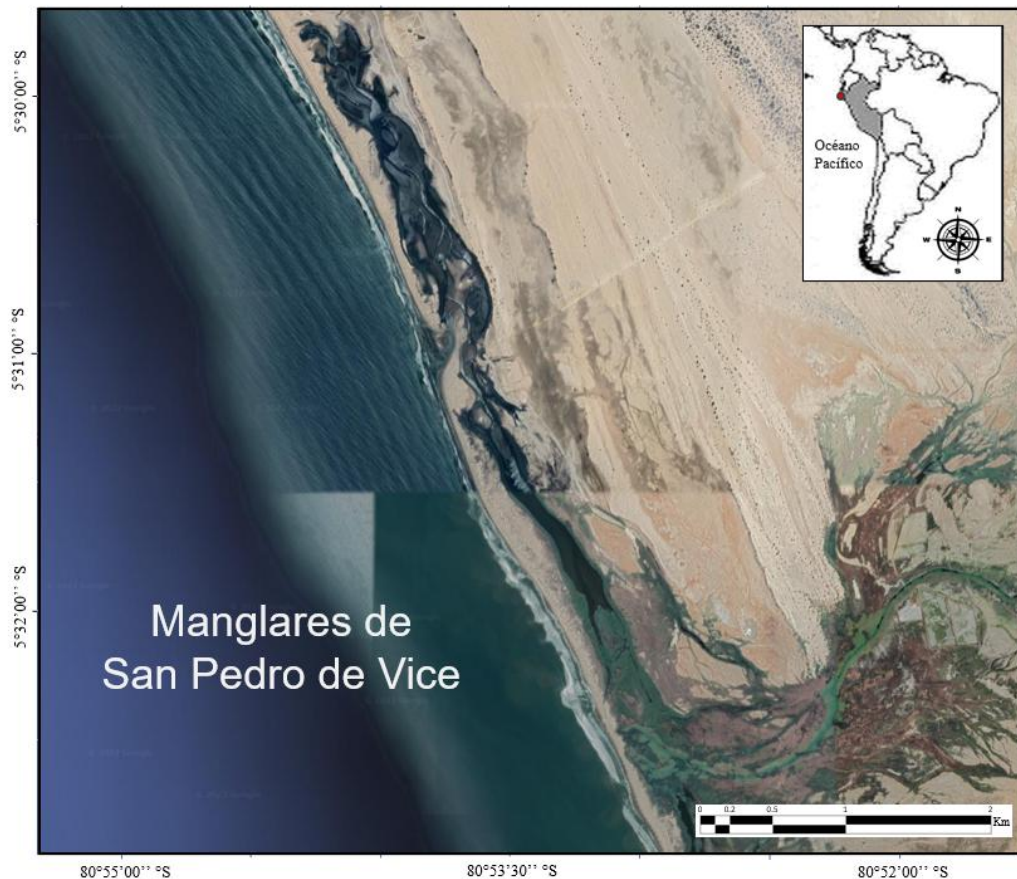 5°30'00'' °S
5°31'00'' °S
5°32'00'' °S
Océano
Pacífico
N
W E
S
Manglares de
San Pedro de Vice
0 0.2 0.5 1 2
Km
80°55'00'' °S
80°53'30'' °S
80°52'00'' °S